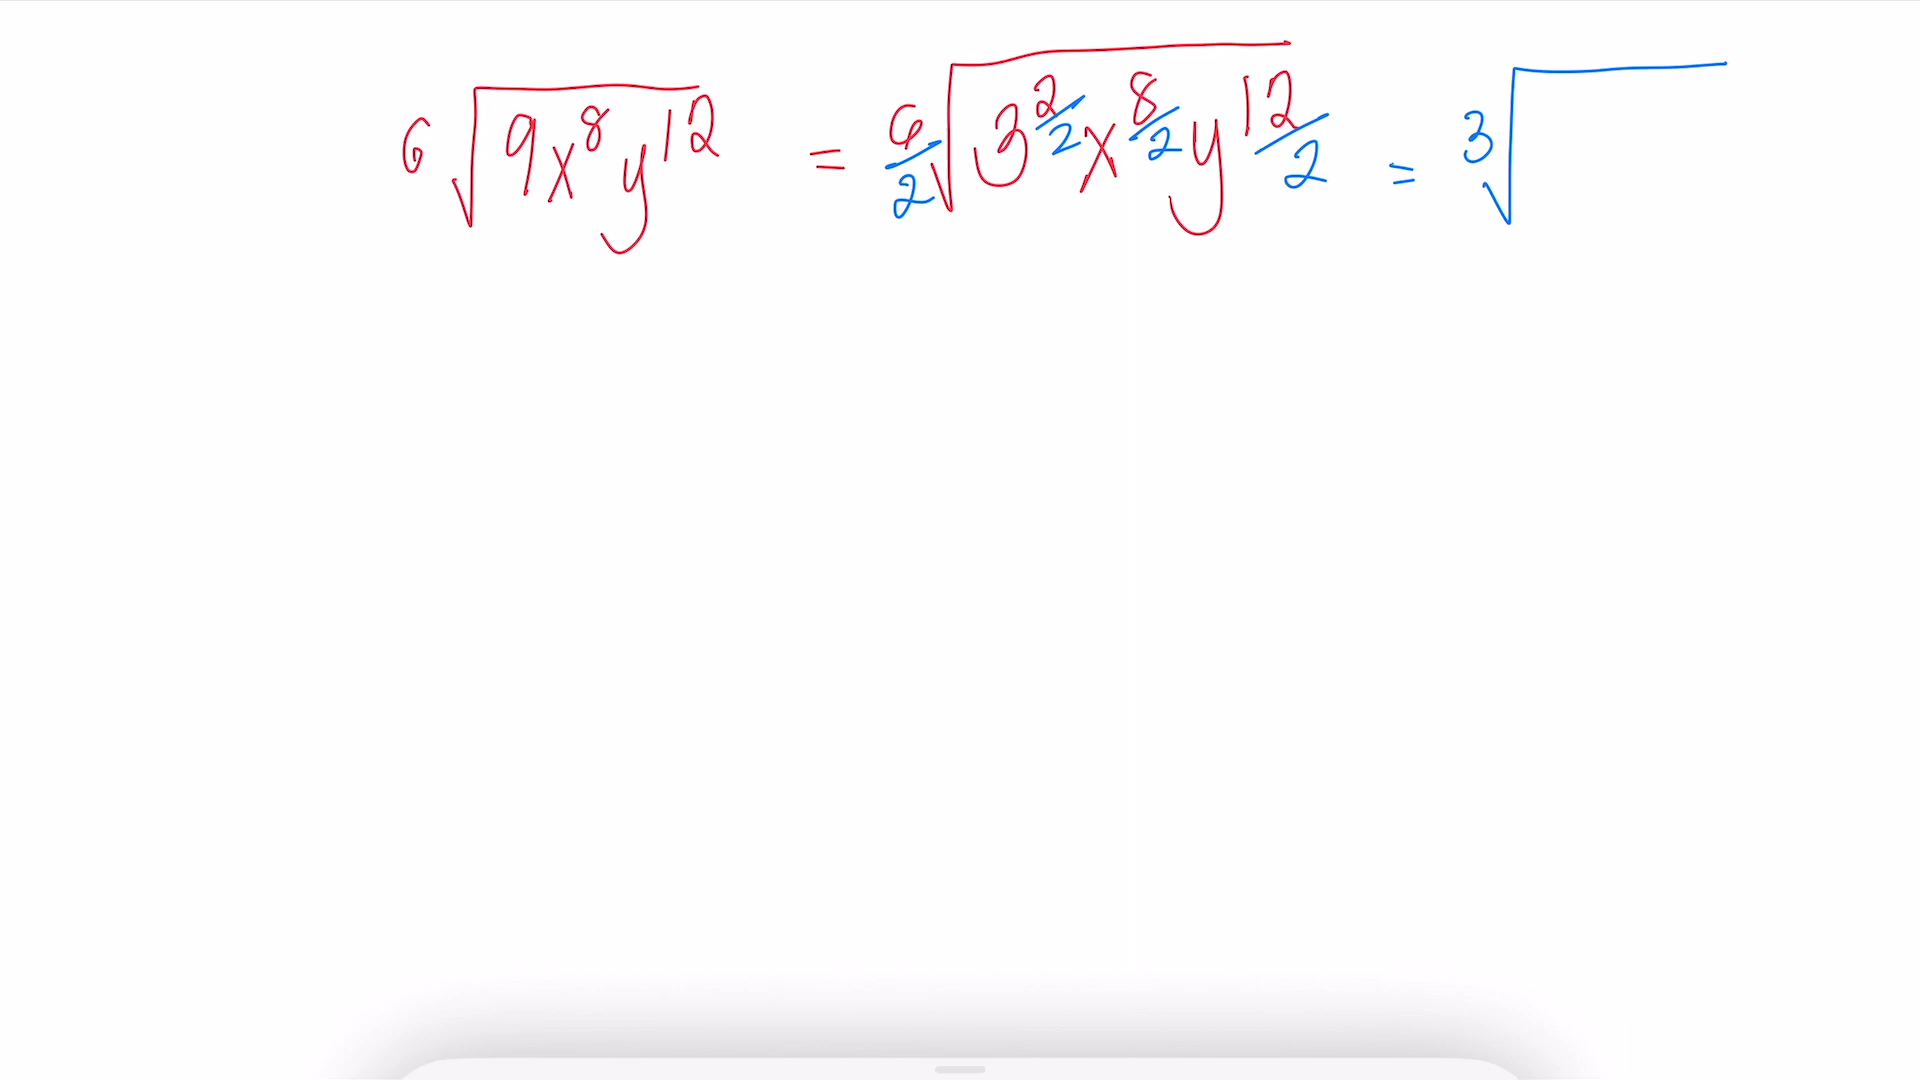 ⁶√(9x⁸y¹²) = ^(6/2)√(3^(2/2)x^(8/2)y^(12/2)) = ³√